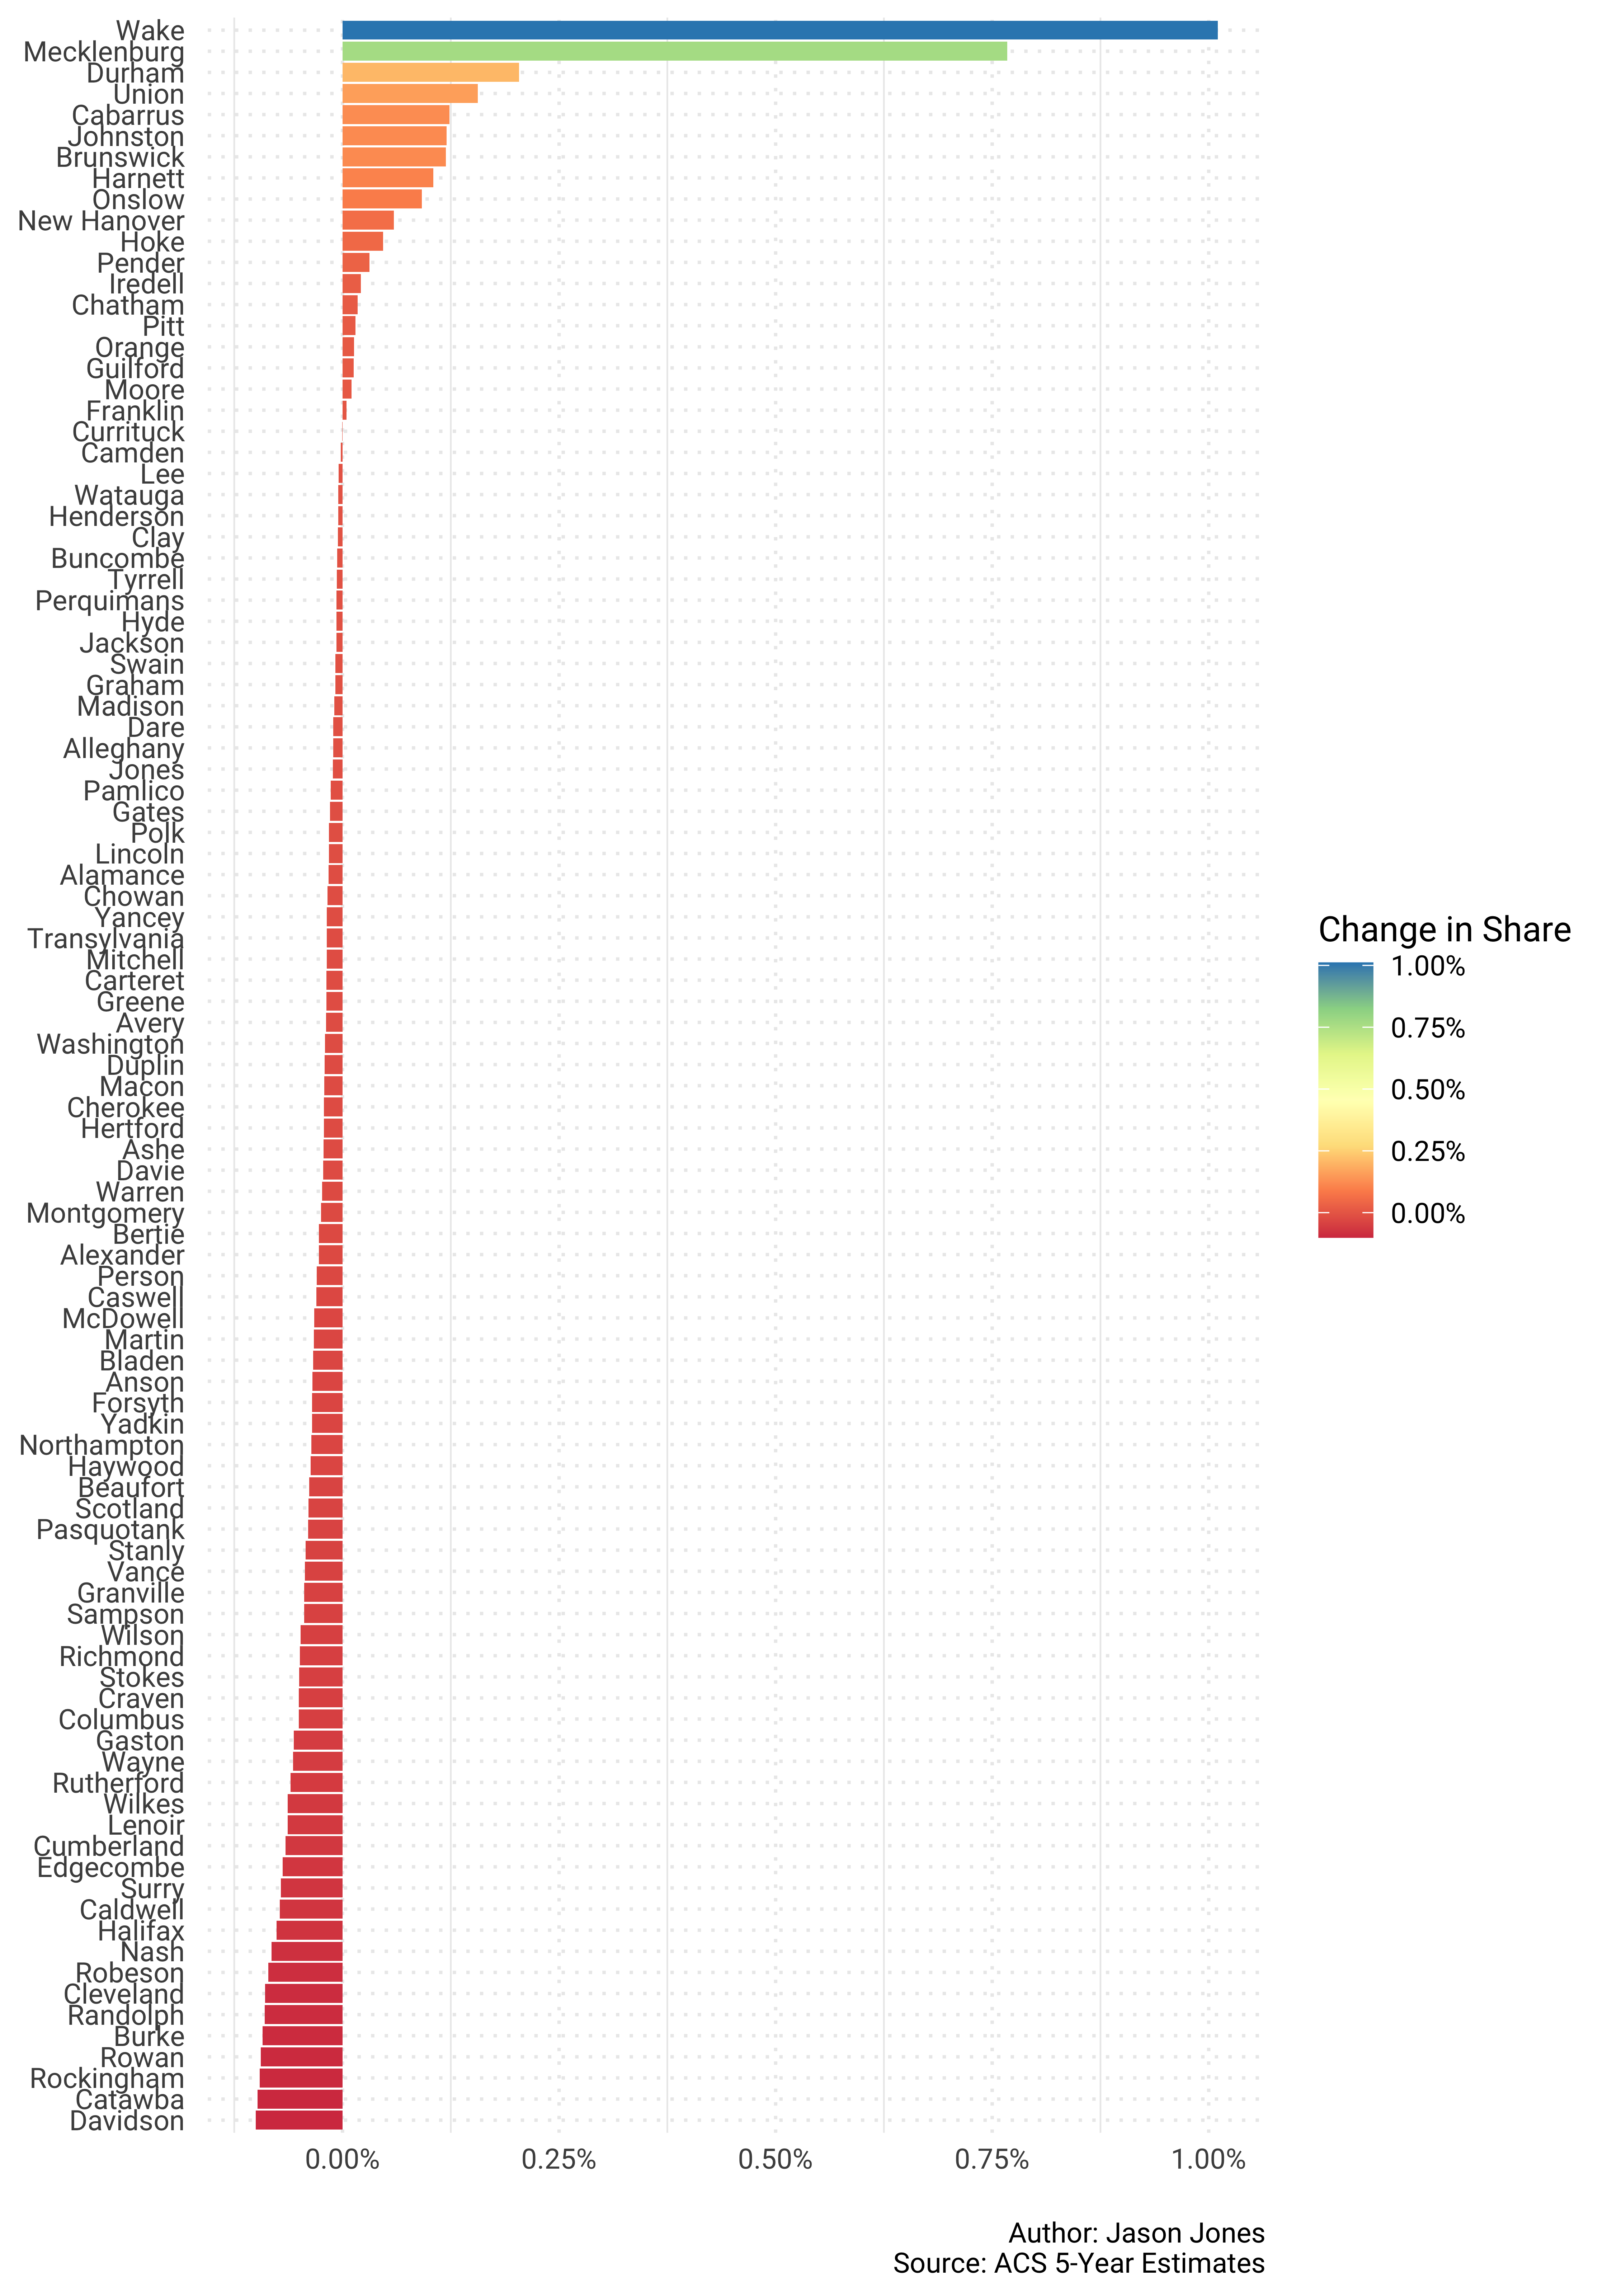 Wake
Mecklenburg
Durham
Union
Cabarrus
Johnston
Brunswick
Harnett
Onslow
New Hanover
Hoke
Pender
Iredell
Chatham
Pitt
Orange
Guilford
Moore
Franklin
Currituck
Camden
Lee
Watauga
Henderson
Clay
Buncombe
Tyrrell
Perquimans
Hyde
Jackson
Swain
Graham
Madison
Dare
Alleghany
Jones
Pamlico
Gates
Polk
Lincoln
Alamance
Chowan
Yancey
Transylvania
Mitchell
Carteret
Greene
Avery
Washington
Duplin
Macon
Cherokee
Hertford
Ashe
Davie
Warren
Montgomery
Bertie
Alexander
Person
Caswell
McDowell
Martin
Bladen
Anson
Forsyth
Yadkin
Northampton
Haywood
Beaufort
Scotland
Pasquotank
Stanly
Vance
Granville
Sampson
Wilson
Richmond
Stokes
Craven
Columbus
Gaston
Wayne
Rutherford
Wilkes
Lenoir
Cumberland
Edgecombe
Surry
Caldwell
Halifax
Nash
Robeson
Cleveland
Randolph
Burke
Rowan
Rockingham
Catawba
Davidson
0.00% 0.25% 0.50% 0.75% 1.00%
Change in Share
1.00%
0.75%
0.50%
0.25%
0.00%
Author: Jason Jones
Source: ACS 5-Year Estimates